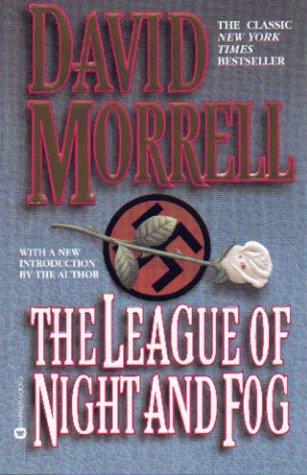 DAVID
MORRELL
THE CLASSIC
NEW YORK
TIMES
BESTSELLER
WITH A NEW
INTRODUCTION
BY THE AUTHOR
THE LEAGUE OF
NIGHT AND FOG